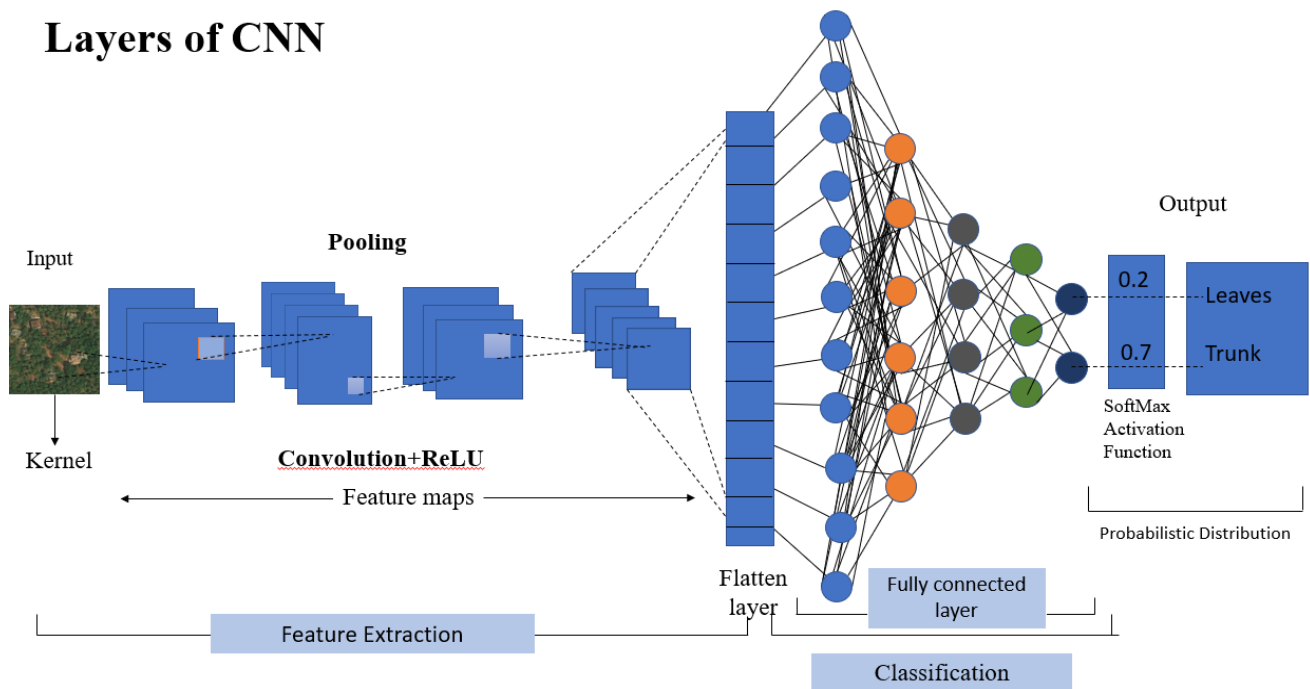 Layers of CNN
Input
Kernel
Pooling
Convolution+ReLU
Feature maps
Feature Extraction
Flatten
layer
Fully connected
layer
Classification
Output
0.2
Leaves
0.7
Trunk
SoftMax
Activation
Function
Probabilistic Distribution